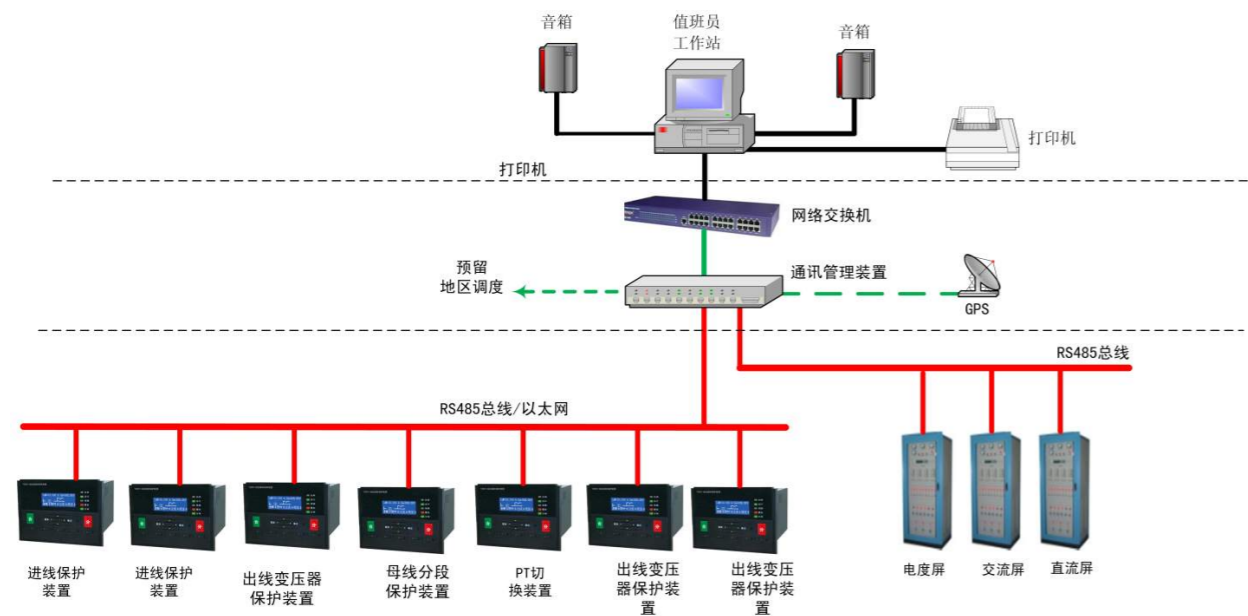 音箱
值班员
工作站
音箱
打印机
打印机
网络交换机
预留
地区调度
通讯管理装置
GPS
RS485总线
RS485总线/以太网
进线保护
装置
进线保护
装置
出线变压器
保护装置
母线分段
保护装置
PT切
换装置
出线变压
器保护装
置
出线变压
器保护装
置
电度屏
交流屏
直流屏